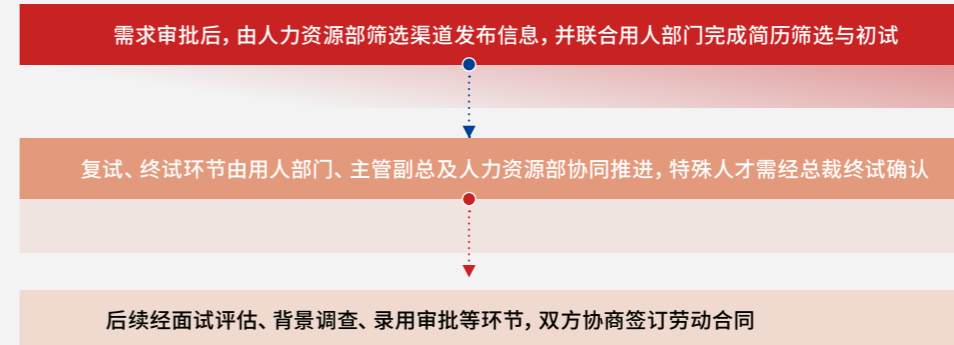 需求审批后，由人力资源部筛选渠道发布信息，并联合用人部门完成简历筛选与初试
复试、终试环节由用人部门、主管副总及人力资源部协同推进，特殊人才需经总裁终试确认
后续经面试评估、背景调查、录用审批等环节，双方协商签订劳动合同